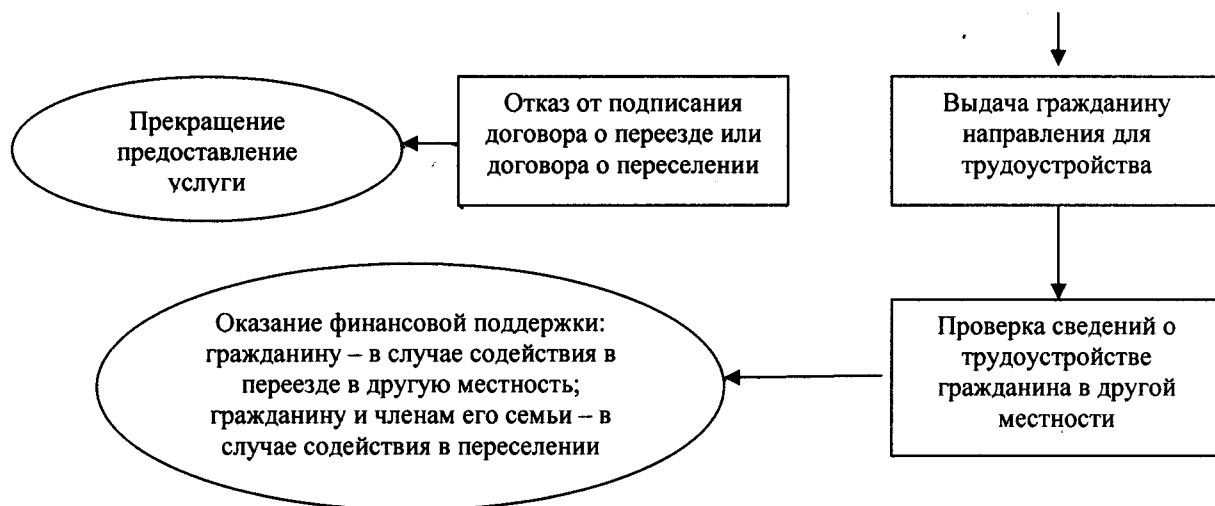 Прекращение
предоставление
услуги
Отказ от подписания
договора о переезде или
договора о переселении
Выдача гражданину
направления для
трудоустройства
Оказание финансовой поддержки:
гражданину – в случае содействия в
переезде в другую местность;
гражданину и членам его семьи – в
случае содействия в переселении
Проверка сведений о
трудоустройстве
гражданина в другой
местности